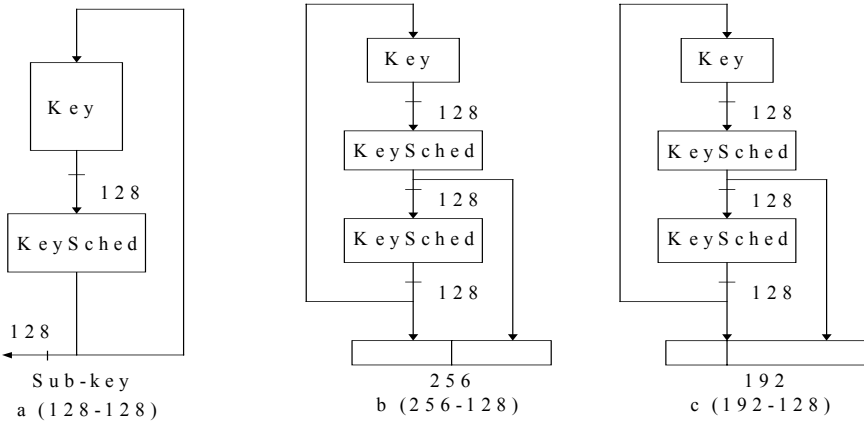 Key
128
KeySched
128
Sub-key
a (128-128)
Key
128
KeySched
128
KeySched
128
256
b (256-128)
Key
128
KeySched
128
KeySched
128
192
c (192-128)